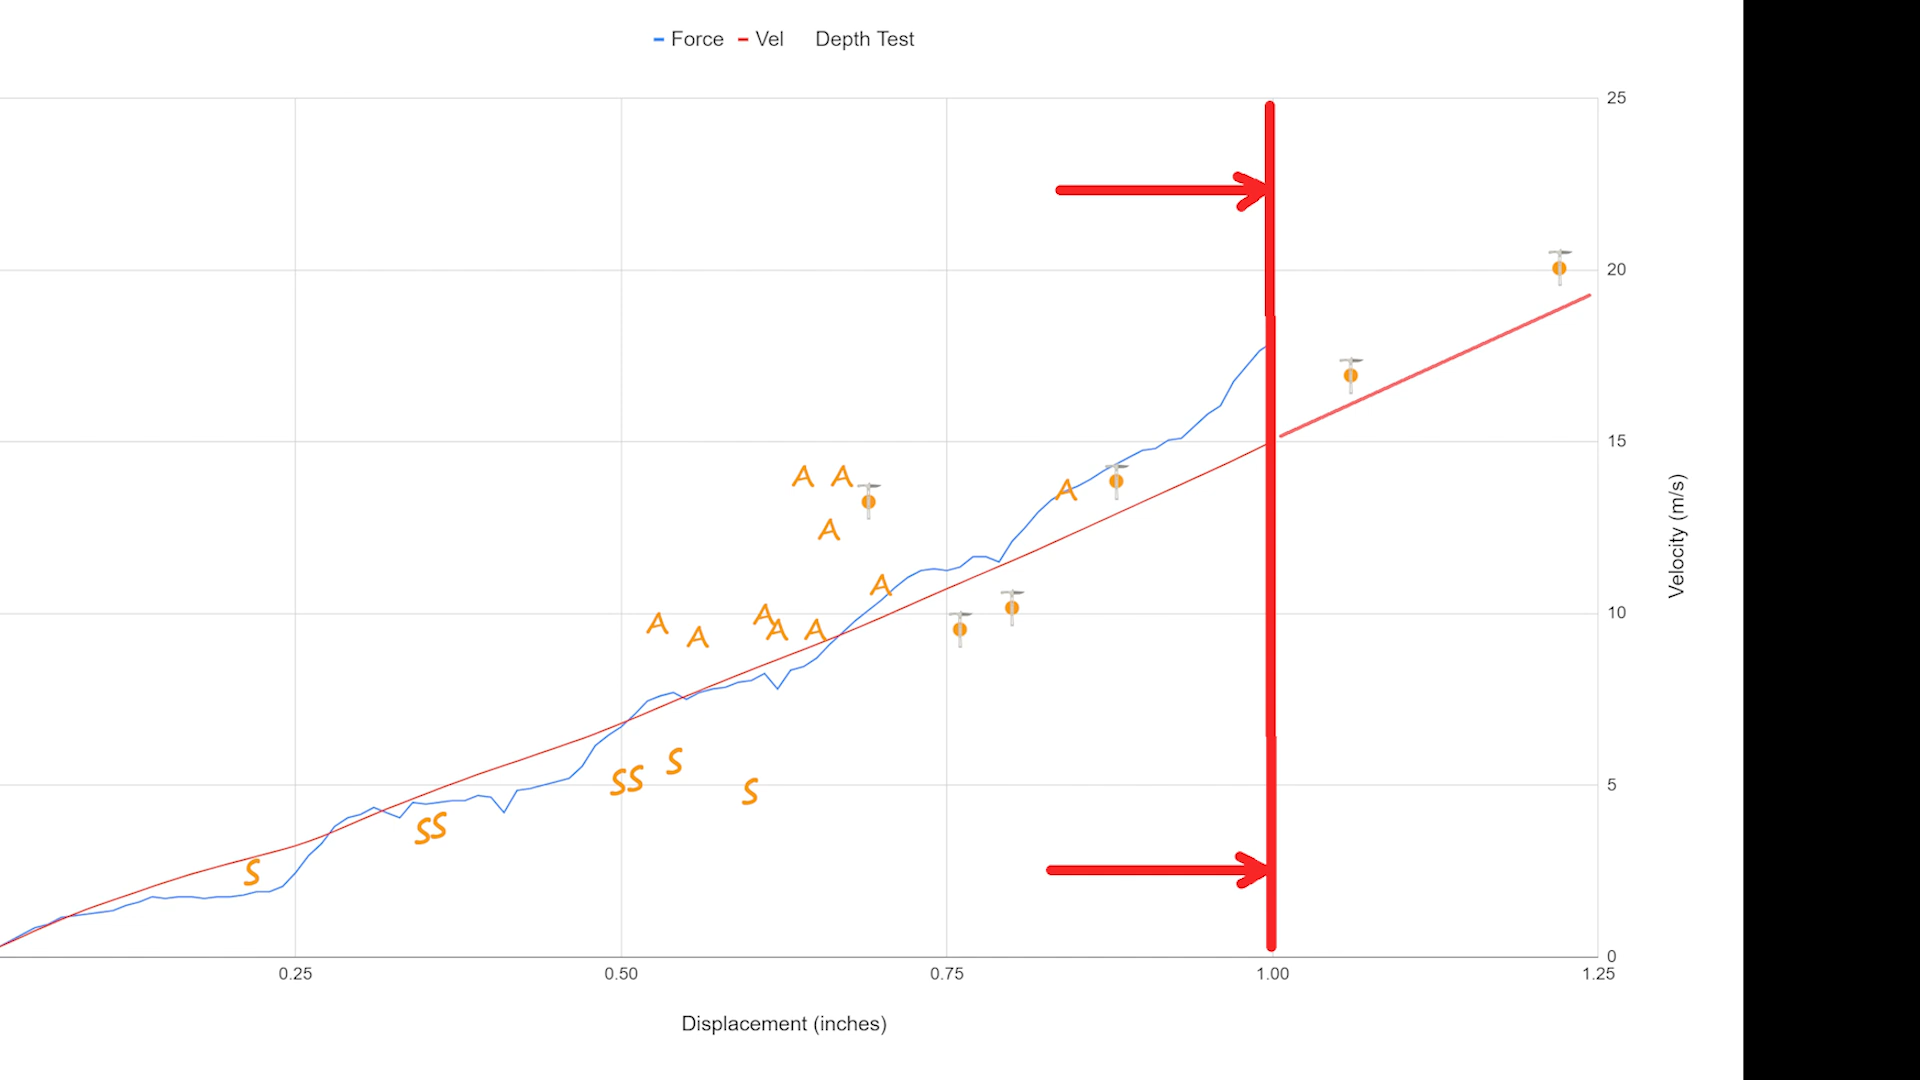 Force Vel Depth Test
25
20
A A
15
A
A
A
A A A
A A
10
S
SS S
SS
5
S
0
0.25 0.50 0.75 1.00 1.25
Displacement (inches)
Velocity (m/s)